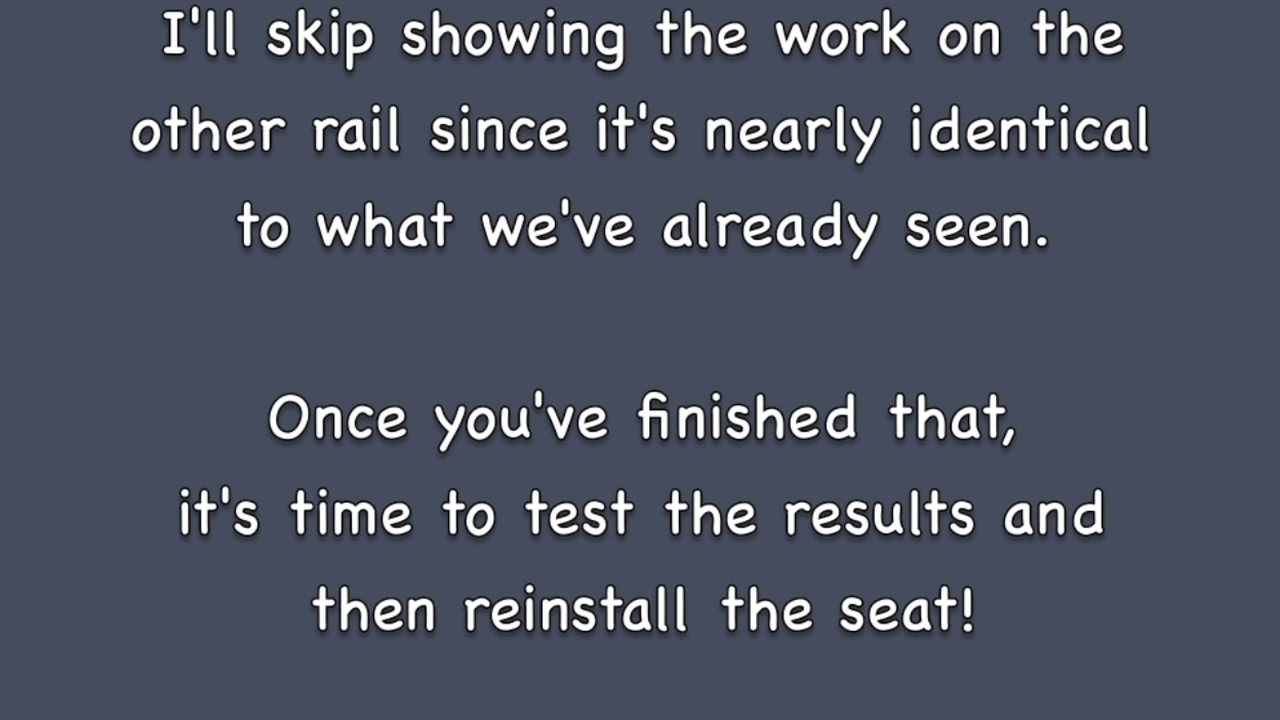 I'll skip showing the work on the
other rail since it's nearly identical
to what we've already seen.
Once you've finished that,
it's time to test the results and
then reinstall the seat!